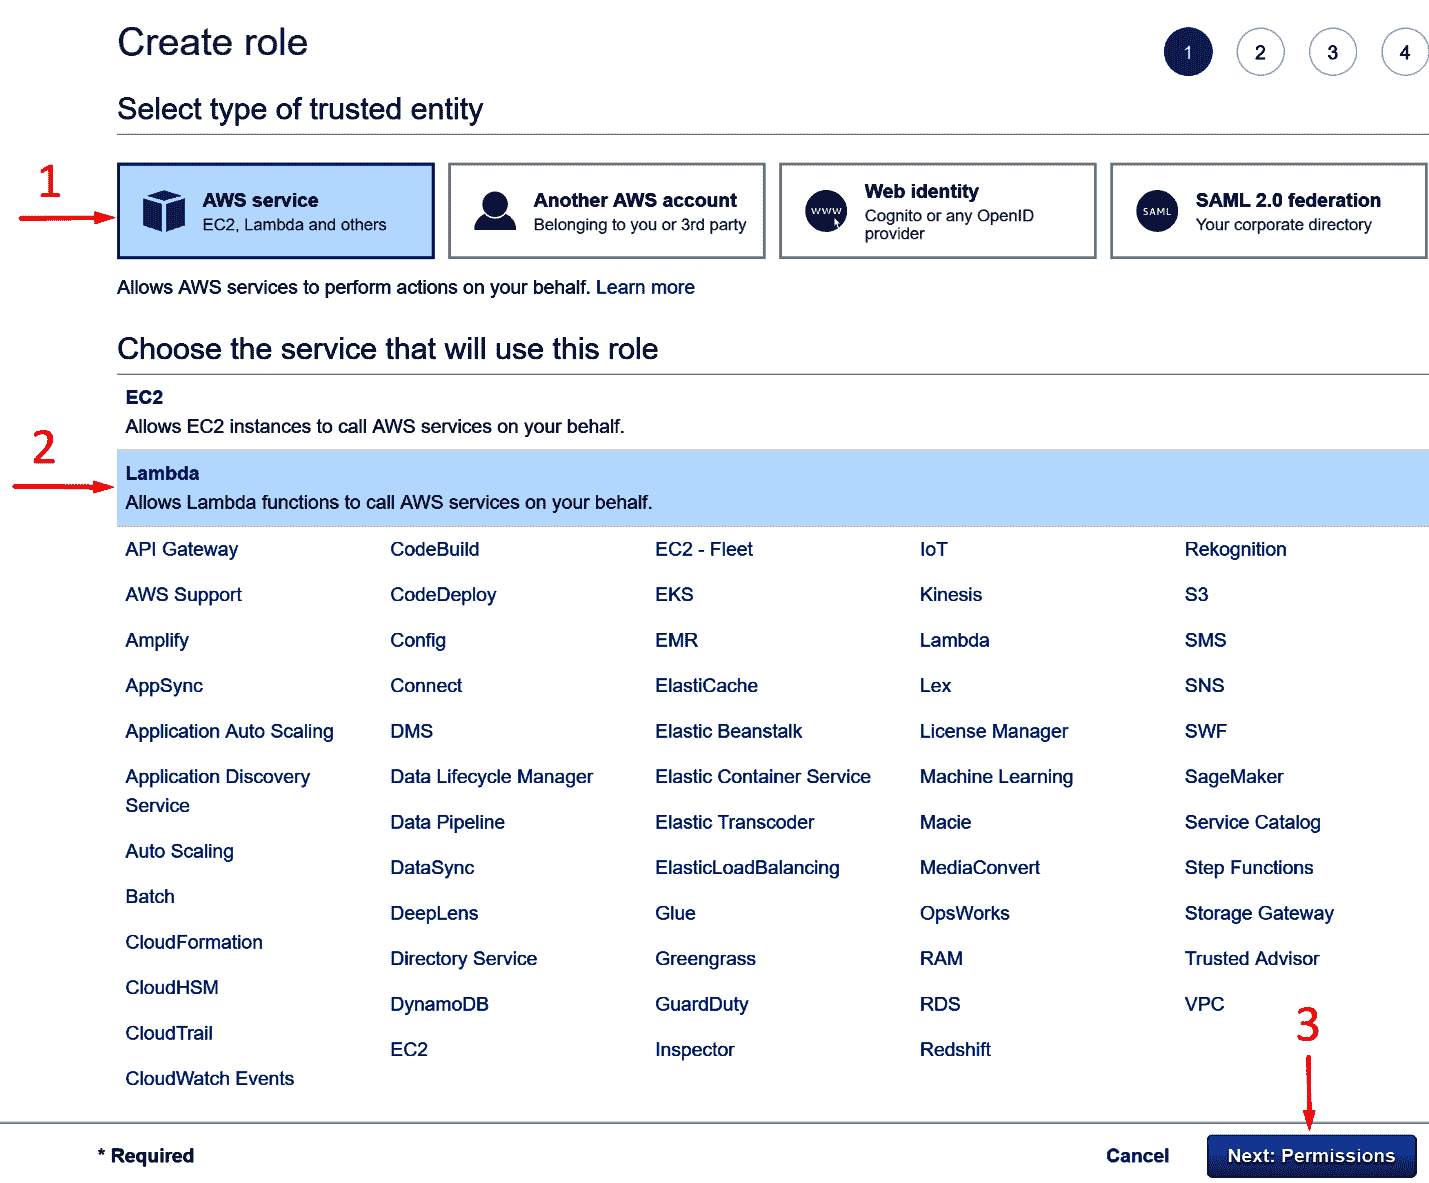 Create role
1 2 3 4
Select type of trusted entity
1
AWS service
EC2, Lambda and others
Another AWS account
Belonging to you or 3rd party
www
Web identity
Cognito or any OpenID
provider
SAML
SAML 2.0 federation
Your corporate directory
Allows AWS services to perform actions on your behalf. Learn more
Choose the service that will use this role
EC2
Allows EC2 instances to call AWS services on your behalf.
2
Lambda
Allows Lambda functions to call AWS services on your behalf.
API Gateway
AWS Support
Amplify
AppSync
Application Auto Scaling
Application Discovery
Service
Auto Scaling
Batch
CloudFormation
CloudHSM
CloudTrail
CloudWatch Events
CodeBuild
CodeDeploy
Config
Connect
DMS
Data Lifecycle Manager
Data Pipeline
DataSync
DeepLens
Directory Service
DynamoDB
EC2
EC2 - Fleet
EKS
EMR
ElastiCache
Elastic Beanstalk
Elastic Container Service
Elastic Transcoder
ElasticLoadBalancing
Glue
Greengrass
GuardDuty
Inspector
IoT
Kinesis
Lambda
Lex
License Manager
Machine Learning
Macie
MediaConvert
OpsWorks
RAM
RDS
Redshift
Rekognition
S3
SMS
SNS
SWF
SageMaker
Service Catalog
Step Functions
Storage Gateway
Trusted Advisor
VPC
3
* Required
Cancel
Next: Permissions